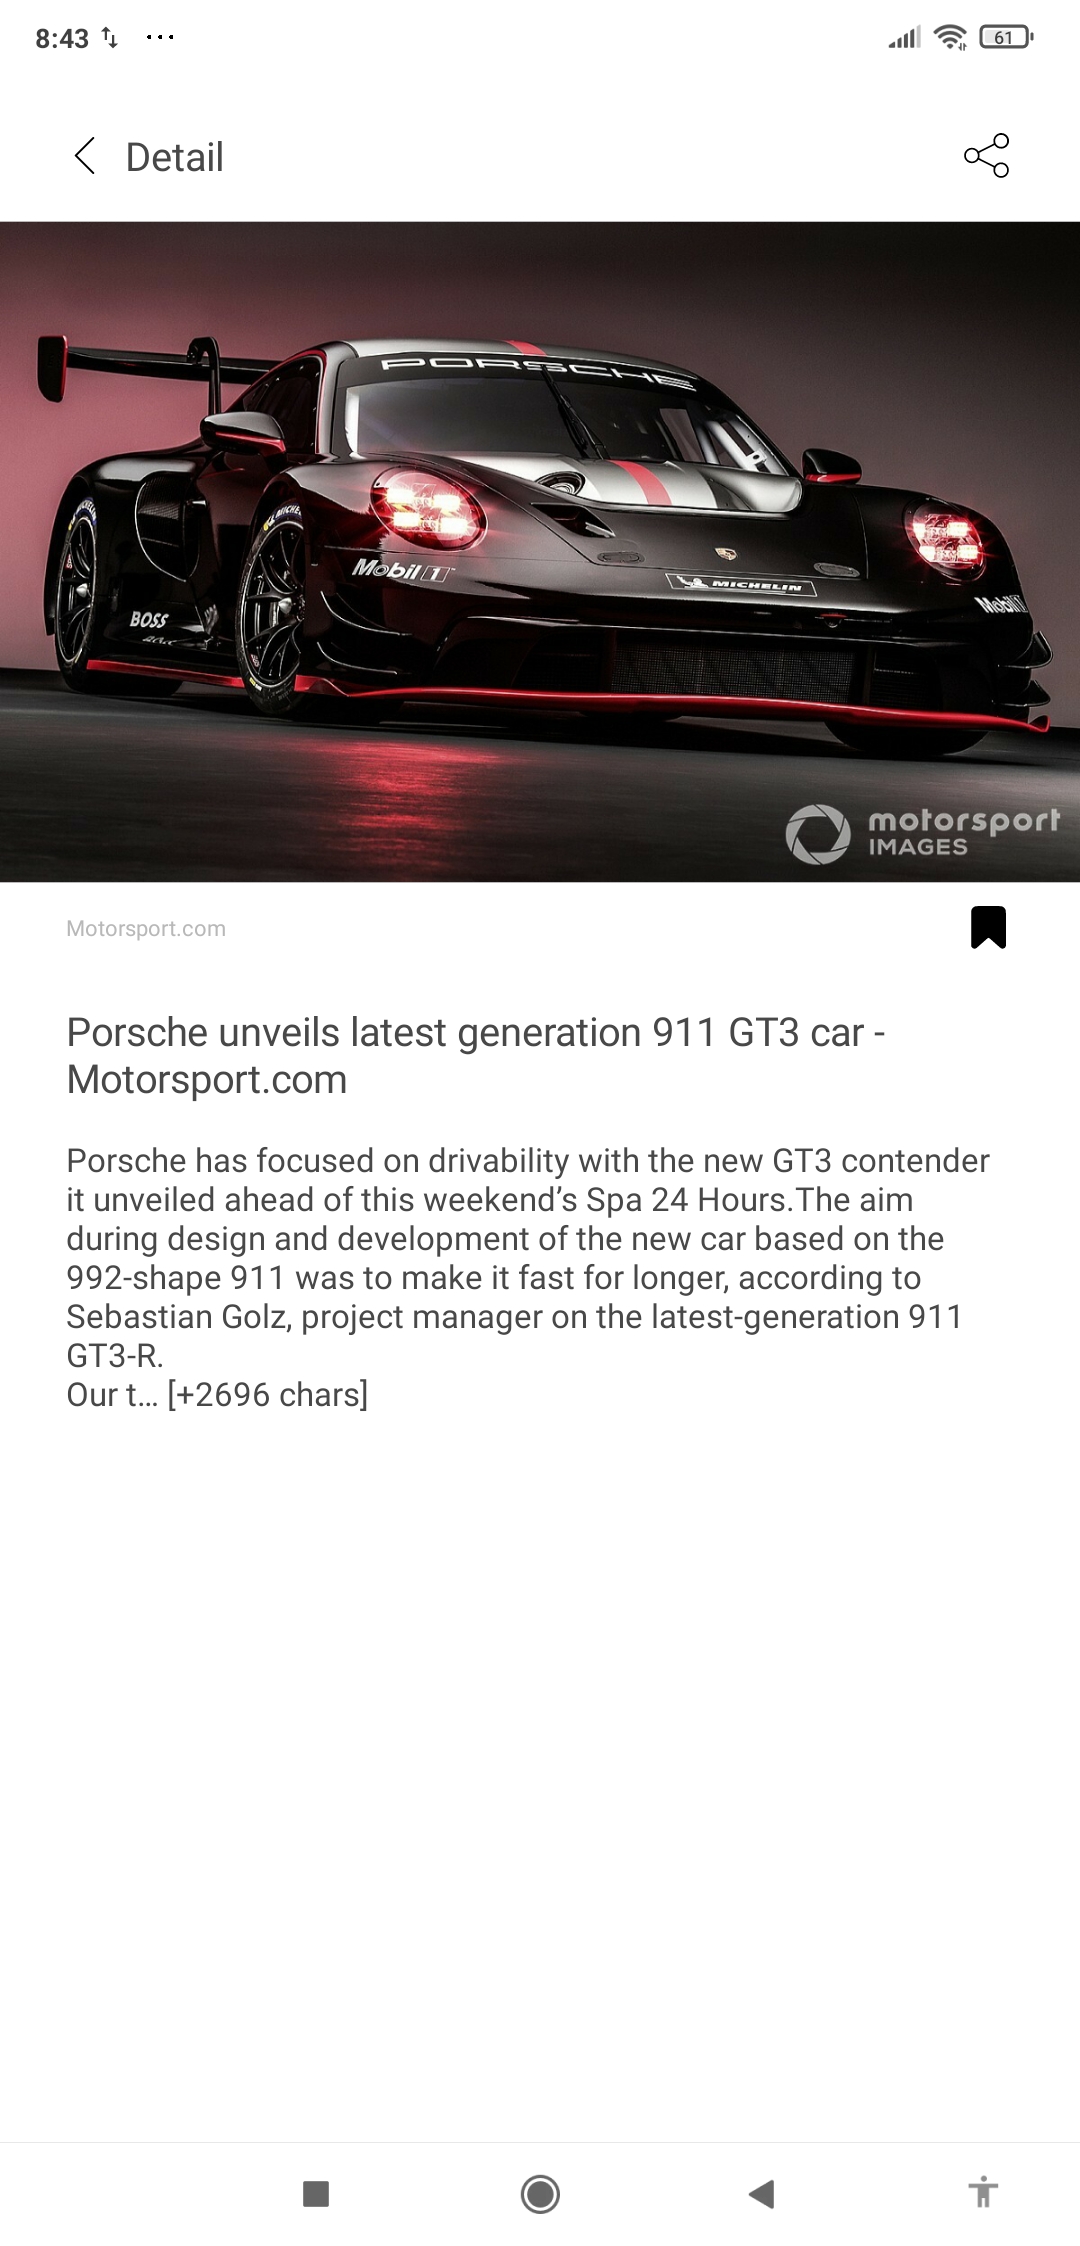 8:43
61
Detail
PORSCHE
MICHE
Mobil 1
MICHELIN
BOSS
Mobil 1
motorsport
IMAGES
Motorsport.com
Porsche unveils latest generation 911 GT3 car -
Motorsport.com
Porsche has focused on drivability with the new GT3 contender
it unveiled ahead of this weekend’s Spa 24 Hours.The aim
during design and development of the new car based on the
992-shape 911 was to make it fast for longer, according to
Sebastian Golz, project manager on the latest-generation 911
GT3-R.
Our t… [+2696 chars]